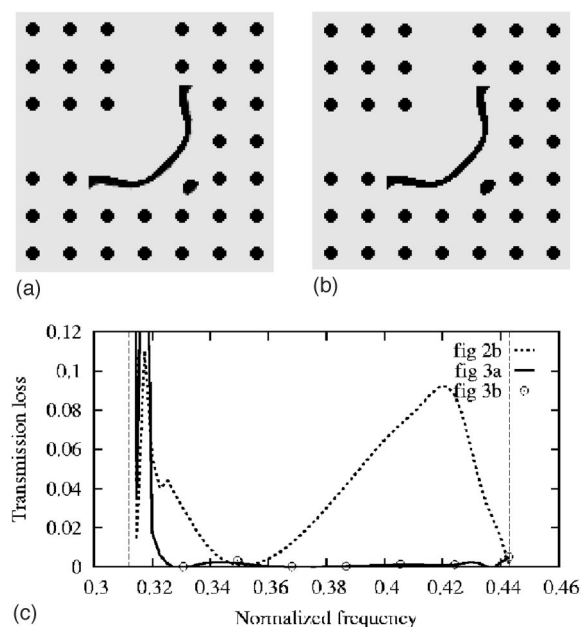 (a)
(b)
0.12
0.1
0.08
0.06
0.04
0.02
0
Transmission loss
fig 2b
fig 3a
fig 3b
0.3
0.32
0.34
0.36
0.38
0.4
0.42
0.44
0.46
(c)
Normalized frequency